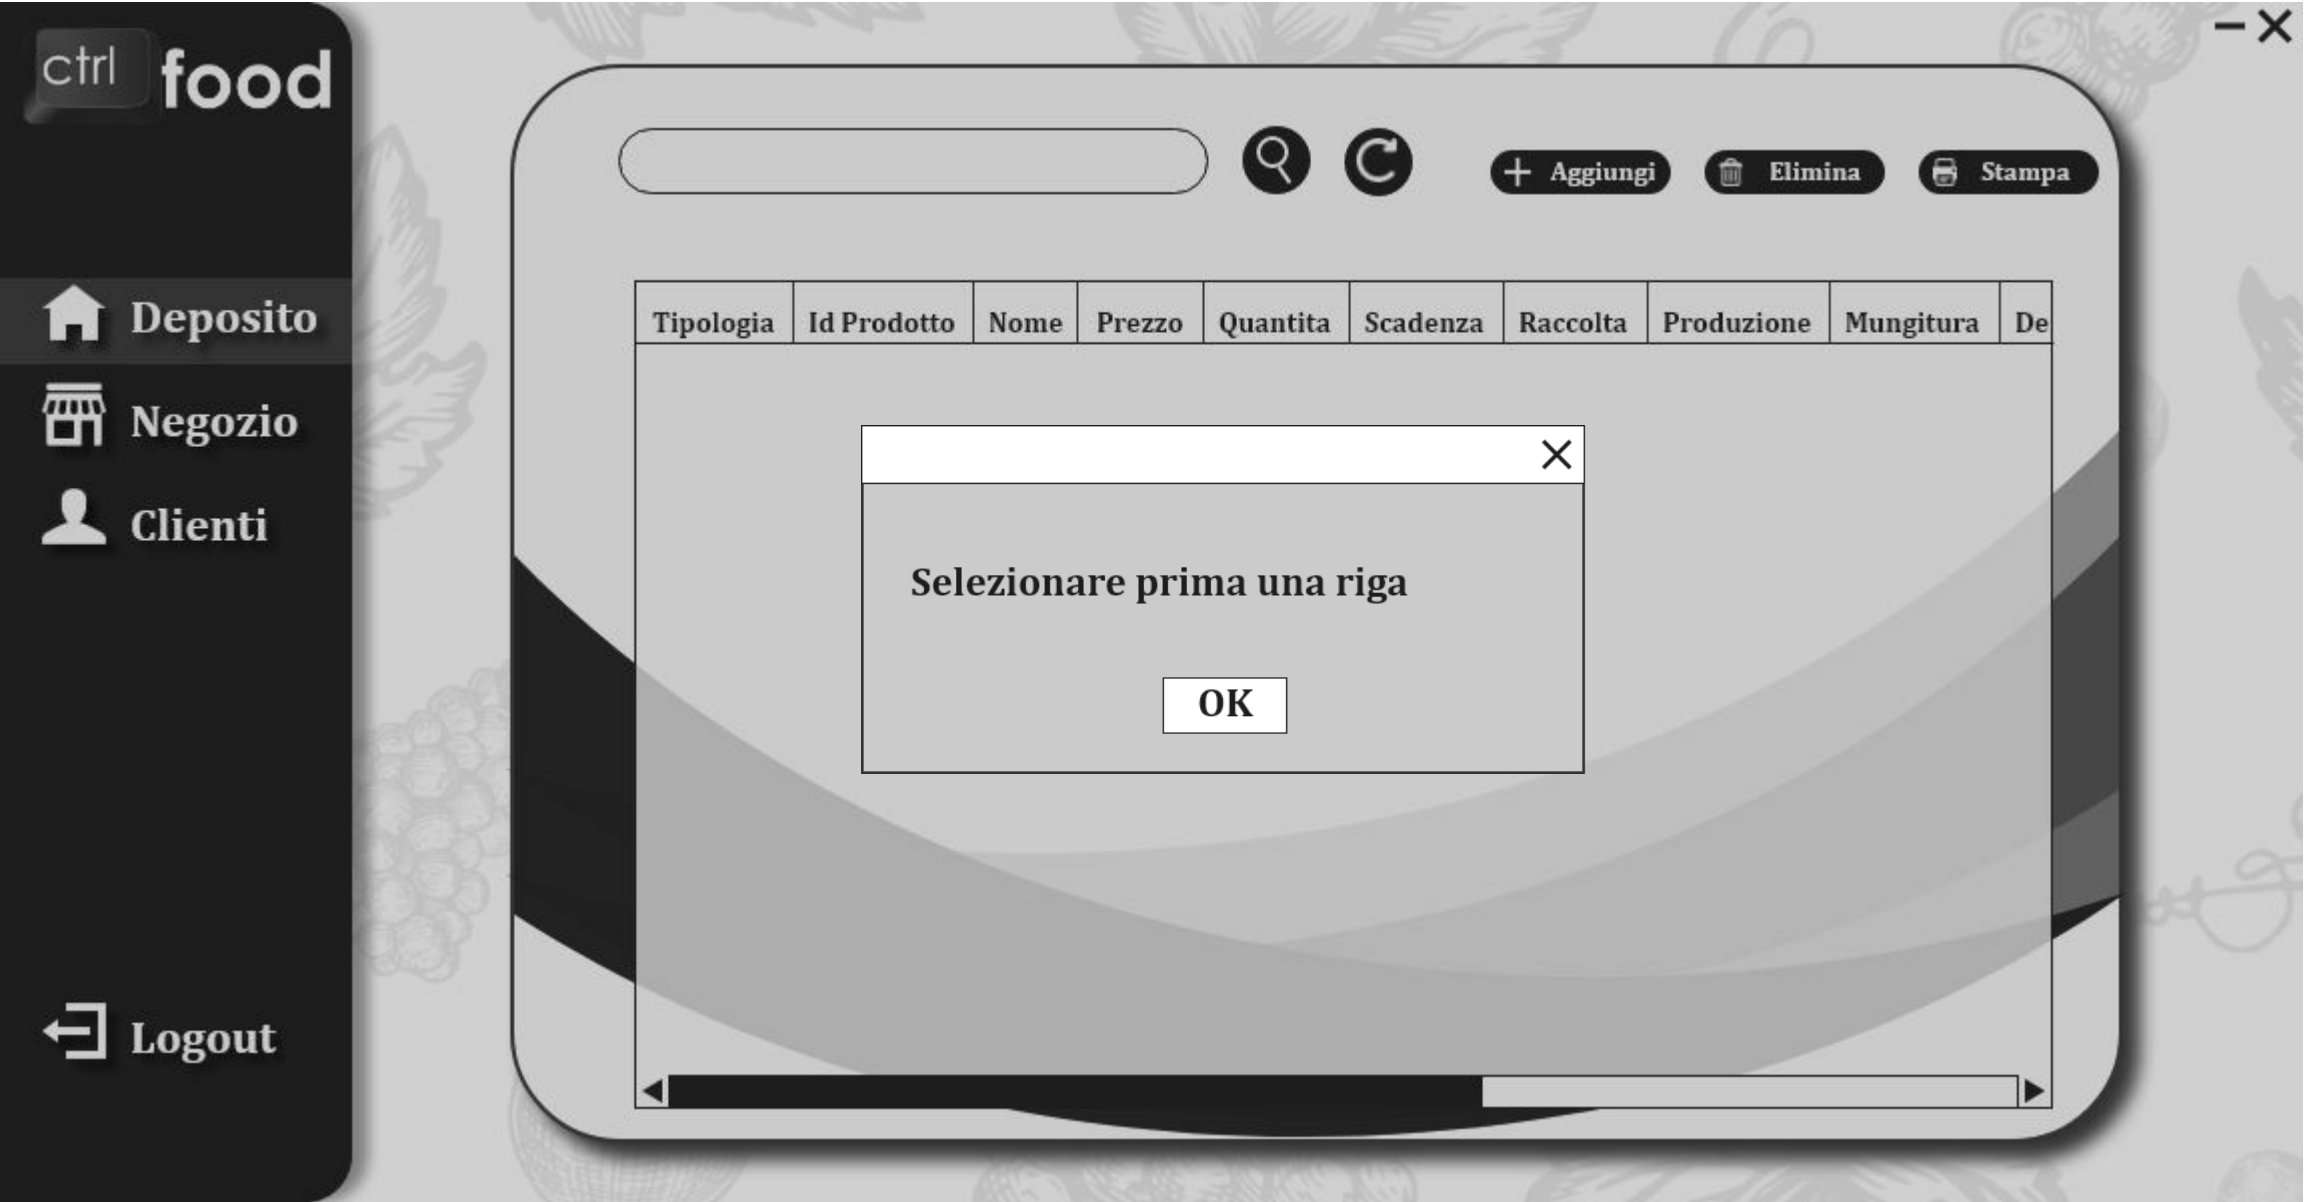 ctrl food
Aggiungi
Elimina
Stampa
Deposito
Negozio
Clienti
Logout
Tipologia Id Prodotto Nome Prezzo Quantita Scadenza Raccolta Produzione Mungitura De
Selezionare prima una riga
OK